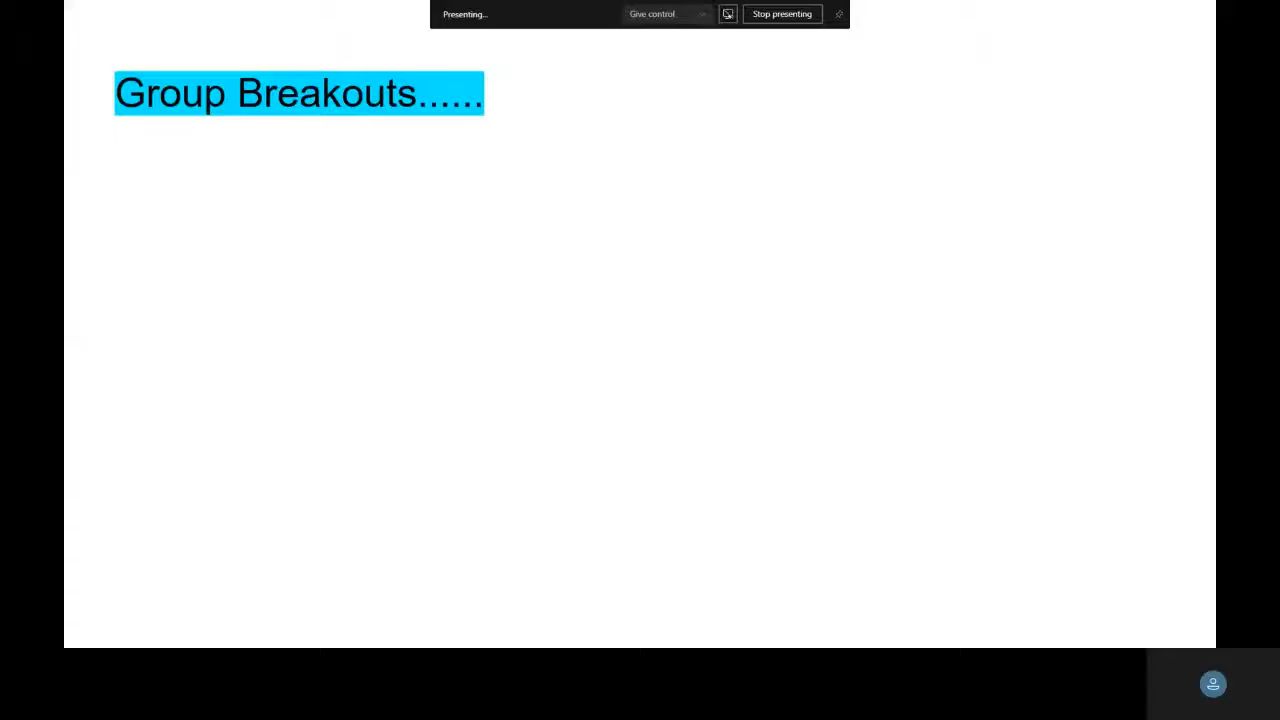 Presenting...
Give control
Stop presenting
Group Breakouts......